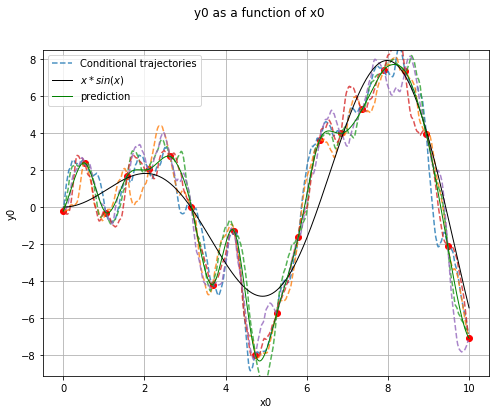 y0 as a function of x0
Conditional trajectories
x * sin(x)
prediction
8
6
4
2
0
−2
−4
−6
−8
y0
0 2 4 6 8 10
x0